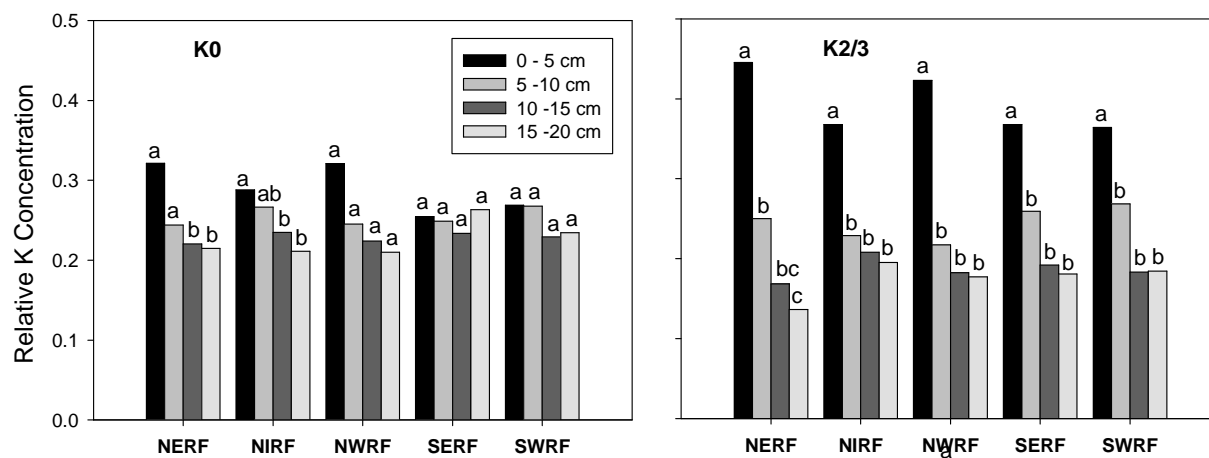 K0
0 - 5 cm
5 -10 cm
10 -15 cm
15 -20 cm
Relative K Concentration
0.5
0.4
0.3
0.2
0.1
0.0
a a b b
a ab b b
a a a a
a a a a
a a a a
NERF NIRF NWRF SERF SWRF
K2/3
a b bc c
a b b b
a b b b
a b b b
a b b b
NERF NIRF NWRF SERF SWRF
a